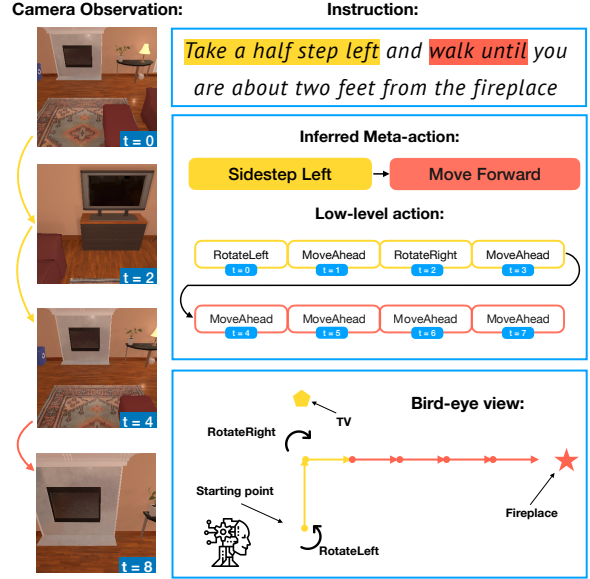 Camera Observation:
Instruction:
Take a half step left and walk until you
are about two feet from the fireplace
t = 0
t = 2
t = 4
t = 8
Inferred Meta-action:
Sidestep Left
Move Forward
Low-level action:
RotateLeft
MoveAhead
RotateRight
MoveAhead
t = 0
t = 1
t = 2
t = 3
MoveAhead
MoveAhead
MoveAhead
MoveAhead
t = 4
t = 5
t = 6
t = 7
Bird-eye view:
TV
RotateRight
Starting point
RotateLeft
Fireplace